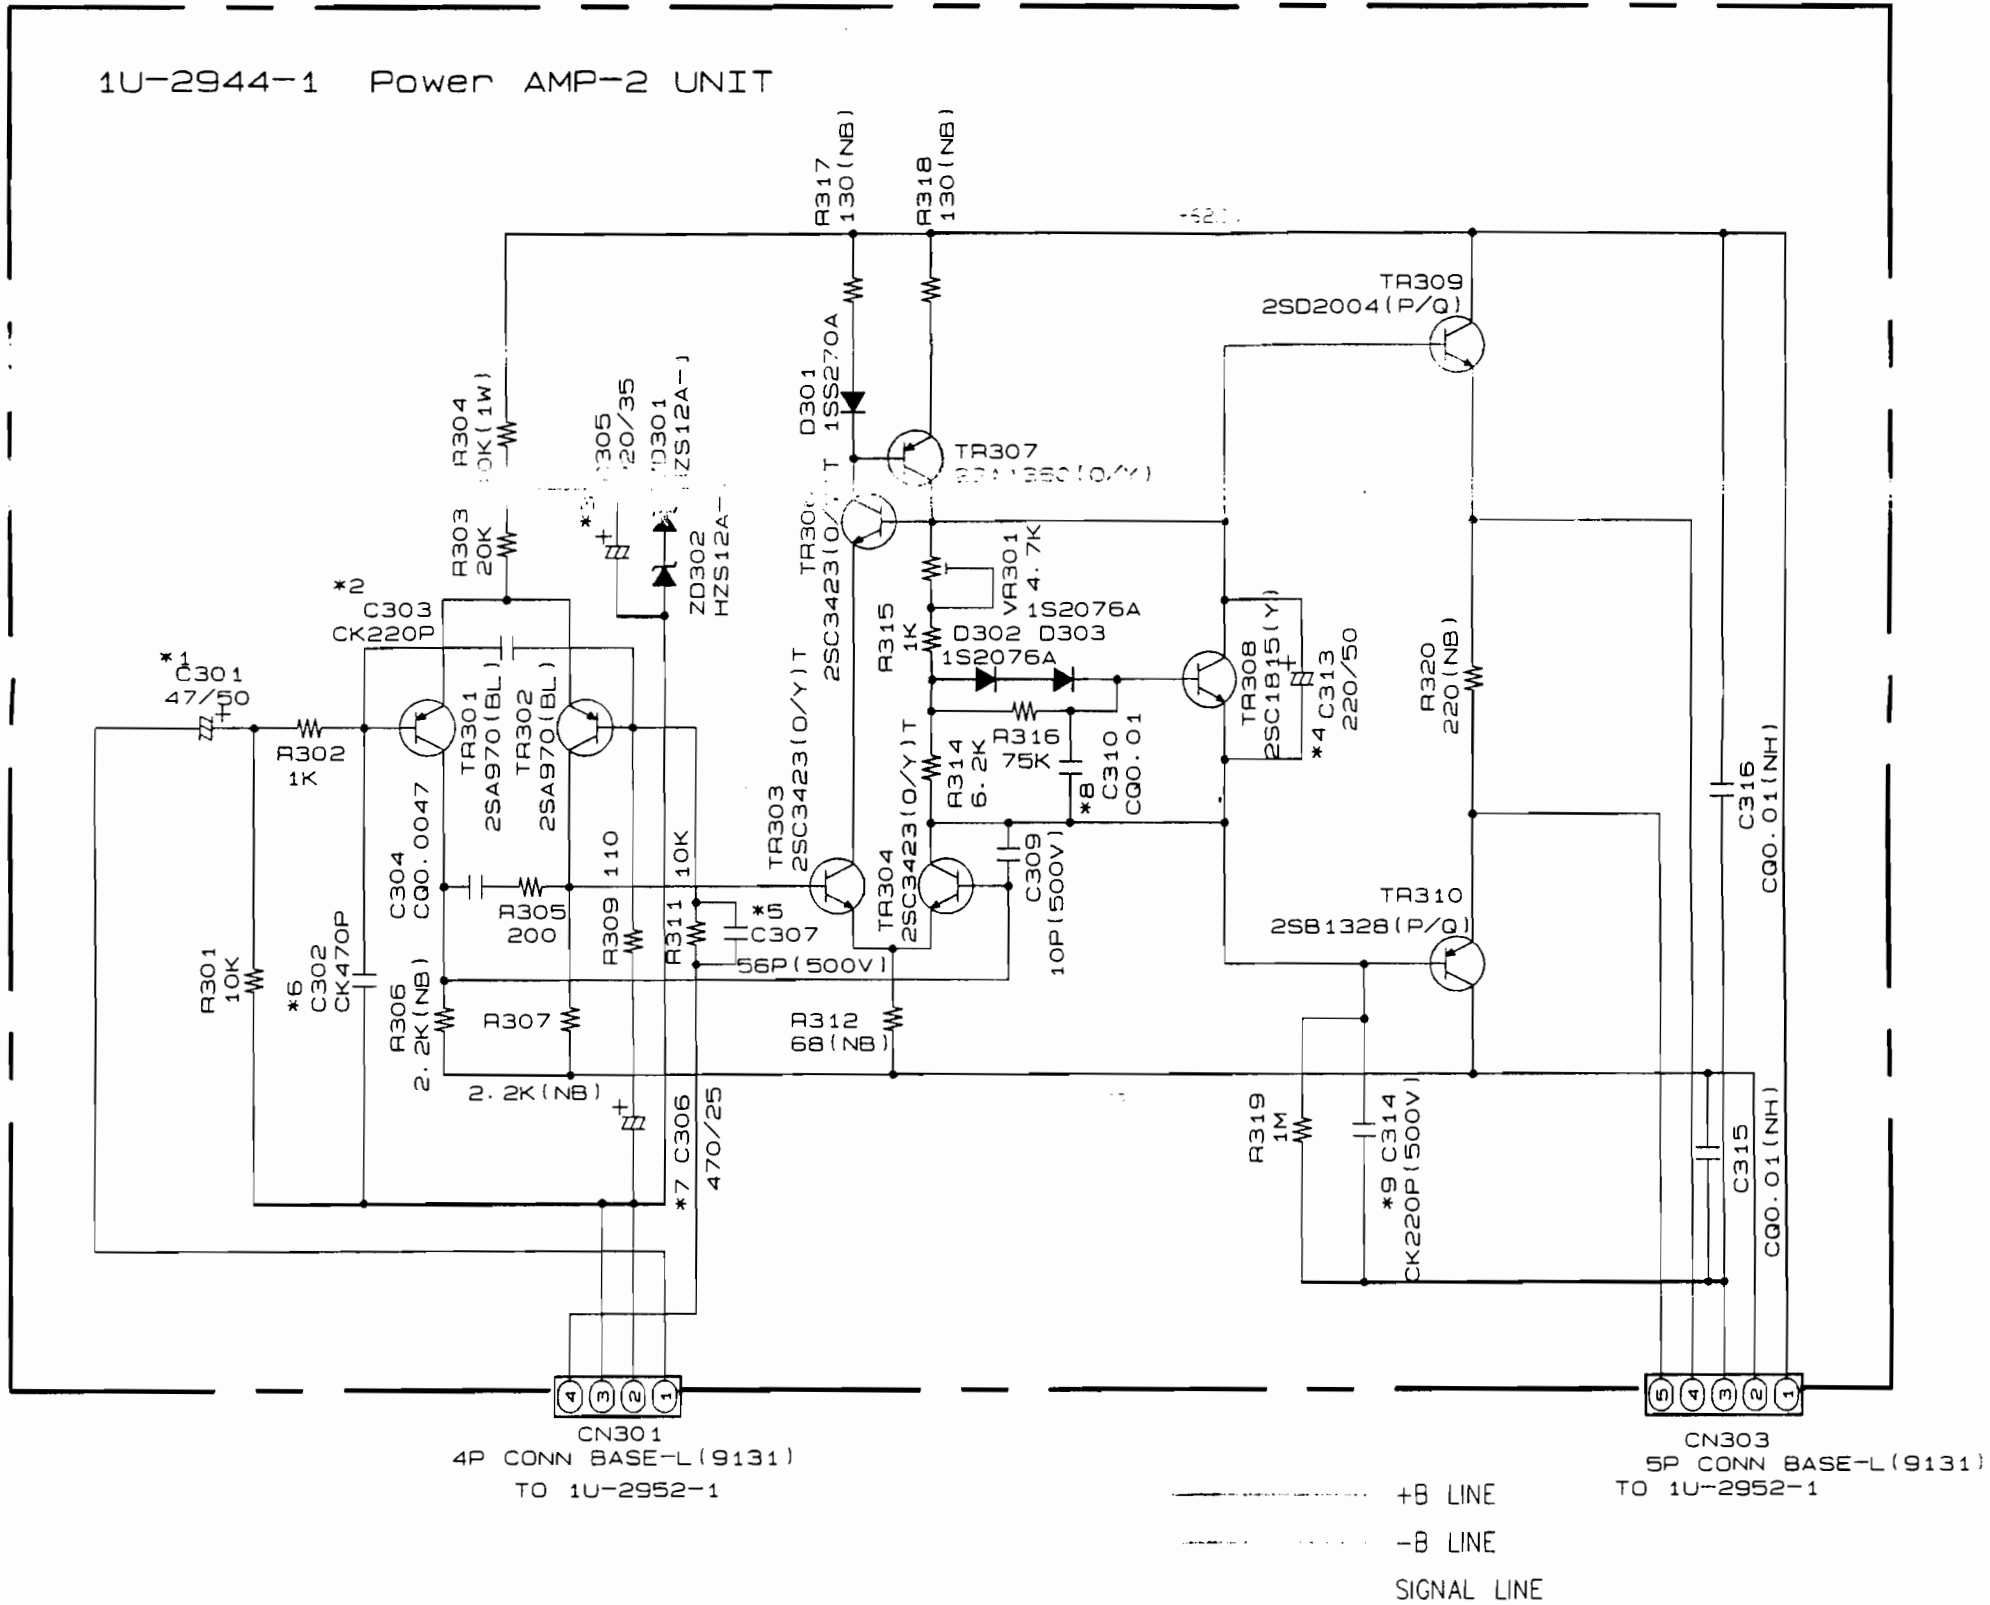 1U-2944-1 Power AMP-2 UNIT
R317
130(NB)
R318
130(NB)
TR309
2SD2004(P/Q)
R304
R303
20K
ZD302
D301
1SS270A
TR307
2SC3423(O/Y)T
VR301
4.7K
R315
1K
1S2076A
D302 D303
1S2076A
*2
C303
CK220P
*1
C301
47/50
R302
1K
TR301
2SA970(BL)
TR302
2SA970(BL)
TR308
2SC1815(Y)
*4 C313
220/50
R320
220(NB)
R316
75K
R314
6.2K
*8
C310
CQ0.01
C316
CQ0.01(NH)
TR303
2SC3423(O/Y)T
TR304
2SC3423(O/Y)T
C309
10P(500V)
C304
CQ0.0047
R305
200
R309 110
R311 10K
*5
C307
56P(500V)
TR310
2SB1328(P/Q)
R301
10K
*6
C302
CK470P
R306
2.2K(NB)
R307
2.2K(NB)
R312
68(NB)
*7 C306
470/25
R319
1M
*9 C314
CK220P(500V)
C315
CQ0.01(NH)
4 3 2 1
CN301
4P CONN BASE-L(9131)
TO 1U-2952-1
5 4 3 2 1
CN303
5P CONN BASE-L(9131)
TO 1U-2952-1
+B LINE
-B LINE
SIGNAL LINE